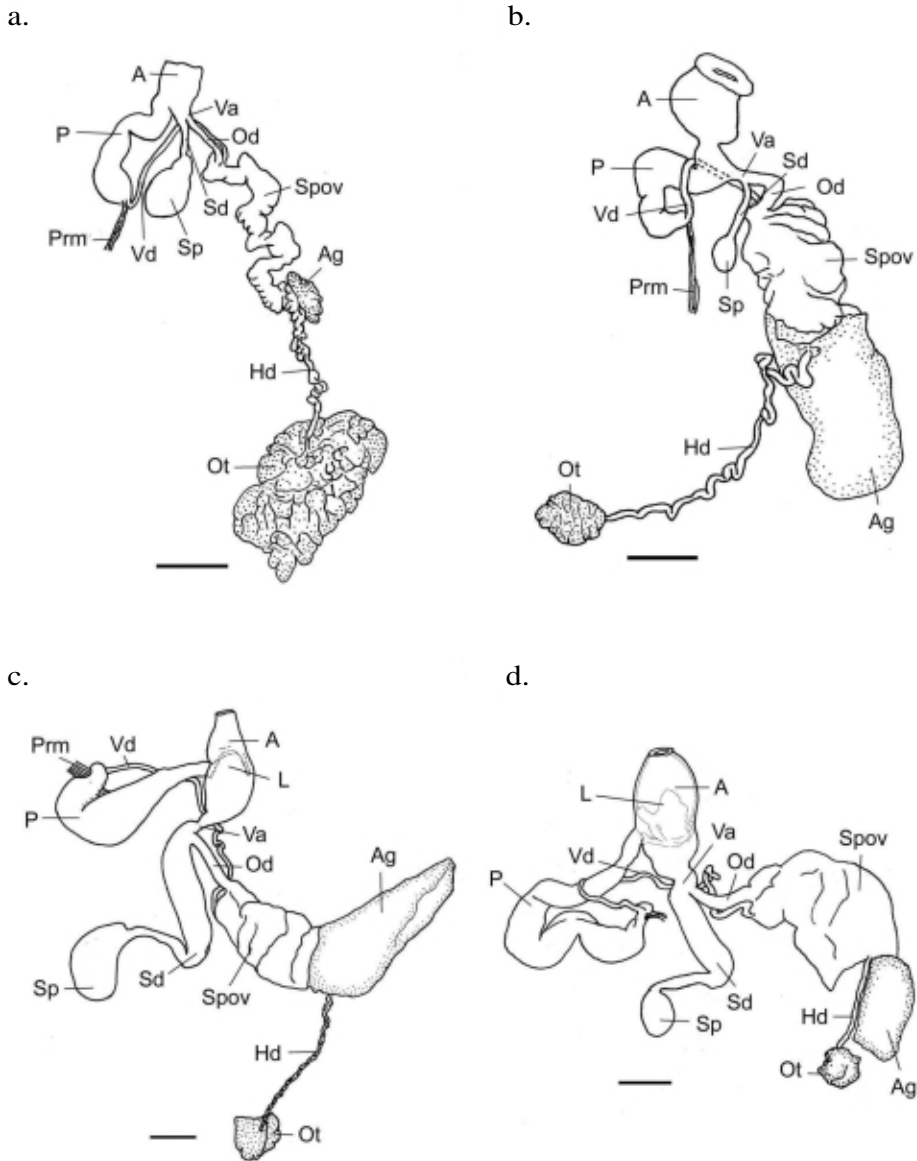 a.
A
Va
P
Od
Spov
Sd
Prm
Vd
Sp
Ag
Hd
Ot
b.
A
Va
Sd
P
Od
Vd
Spov
Prm
Sp
Hd
Ot
Ag
c.
Prm
Vd
A
L
P
Va
Od
Ag
Sp
Sd
Spov
Hd
Ot
d.
L
A
Spov
Va
Vd
Od
P
Sd
Hd
Sp
Ot
Ag